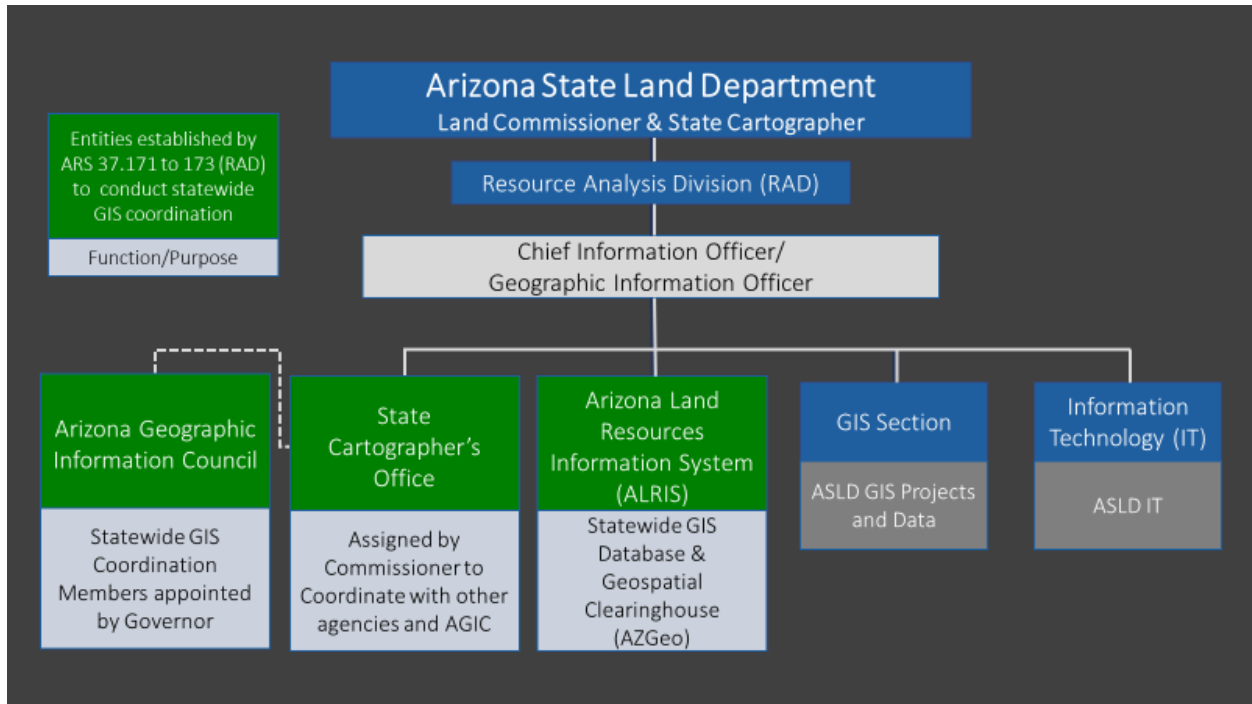 Arizona State Land Department
Land Commissioner & State Cartographer
Entities established by
ARS 37.171 to 173 (RAD)
to conduct statewide
GIS coordination
Function/Purpose
Resource Analysis Division (RAD)
Chief Information Officer/
Geographic Information Officer
Arizona Geographic
Information Council
Statewide GIS
Coordination
Members appointed
by Governor
State
Cartographer’s
Office
Assigned by
Commissioner to
Coordinate with other
agencies and AGIC
Arizona Land
Resources
Information System
(ALRIS)
Statewide GIS
Database &
Geospatial
Clearinghouse
(AZGeo)
GIS Section
ASLD GIS Projects
and Data
Information
Technology (IT)
ASLD IT